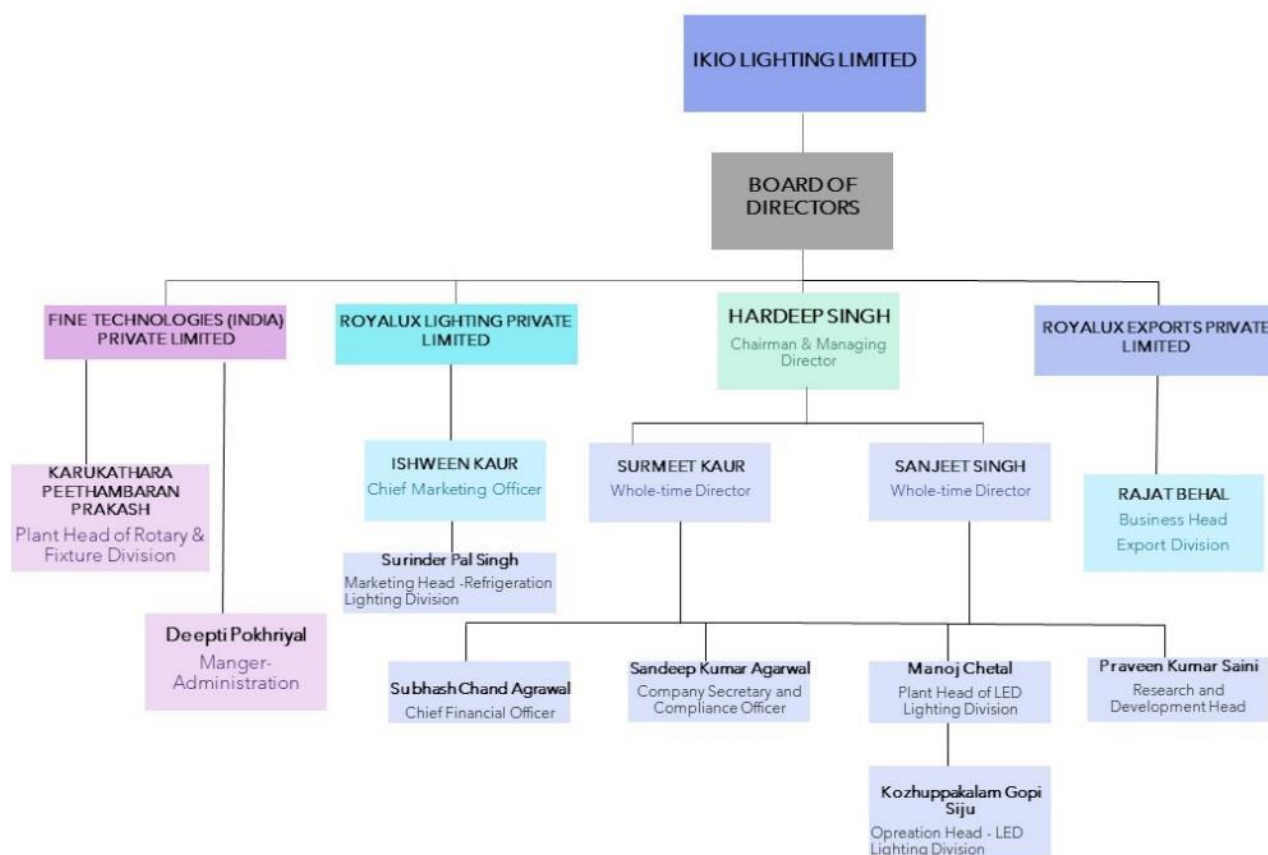 IKIO LIGHTING LIMITED
BOARD OF
DIRECTORS
FINE TECHNOLOGIES (INDIA)
PRIVATE LIMITED
ROYALUX LIGHTING PRIVATE
LIMITED
HARDEEP SINGH
Chairman & Managing
Director
ROYALUX EXPORTS PRIVATE
LIMITED
KARUKATHARA
PEETHAMBARAN
PRAKASH
Plant Head of Rotary &
Fixture Division
ISHWEEN KAUR
Chief Marketing Officer
SURMEET KAUR
Whole-time Director
SANJEET SINGH
Whole-time Director
RAJAT BEHAL
Business Head
Export Division
Surinder Pal Singh
Marketing Head -Refrigeration
Lighting Division
Deepti Pokhriyal
Manger-
Administration
Subhash Chand Agrawal
Chief Financial Officer
Sandeep Kumar Agarwal
Company Secretary and
Compliance Officer
Manoj Chetal
Plant Head of LED
Lighting Division
Praveen Kumar Saini
Research and
Development Head
Kozhuppakalam Gopi
Siju
Opreation Head - LED
Lighting Division